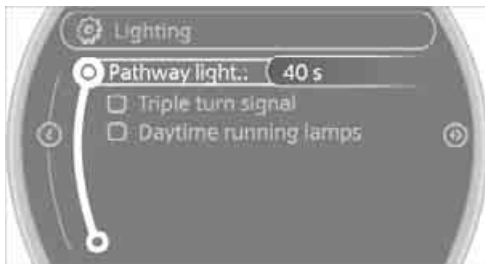 Lighting
Pathway light.: 40 s
Triple turn signal
Daytime running lamps